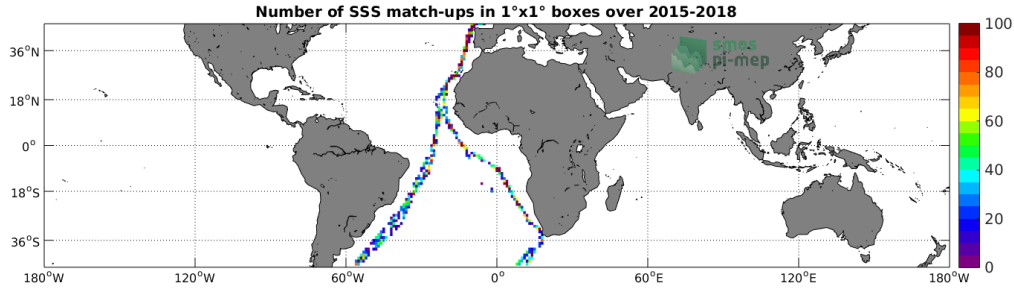 Number of SSS match-ups in 1°x1° boxes over 2015-2018
smos
pi-mep
36°N
18°N
0°
18°S
36°S
180°W
120°W
60°W
0°
60°E
120°E
180°W
100
80
60
40
20
0